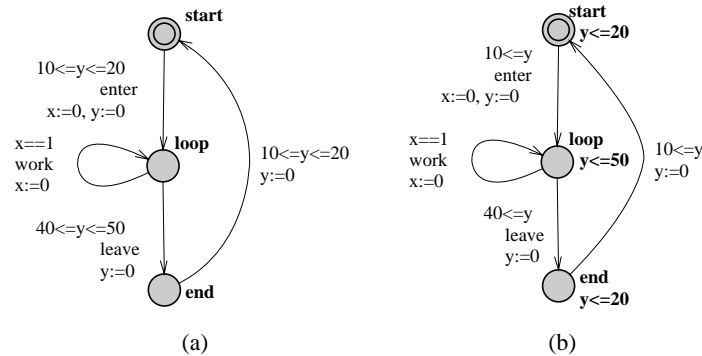 start
10<=y<=20
enter
x:=0, y:=0
loop
x==1
work
x:=0
10<=y<=20
y:=0
40<=y<=50
leave
y:=0
end
(a)
start
y<=20
10<=y
enter
x:=0, y:=0
loop
y<=50
x==1
work
x:=0
10<=y
y:=0
40<=y
leave
y:=0
end
y<=20
(b)